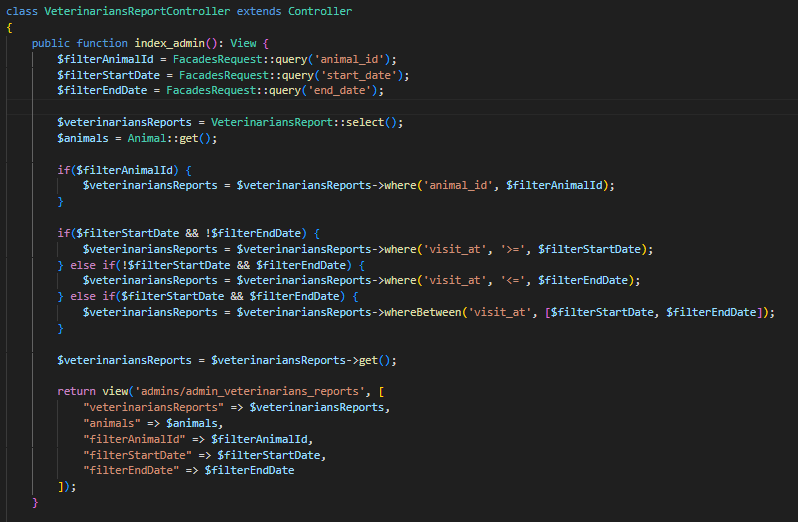 class VeterinariansReportController extends Controller
{
    public function index_admin(): View {
        $filterAnimalId = FacadesRequest::query('animal_id');
        $filterStartDate = FacadesRequest::query('start_date');
        $filterEndDate = FacadesRequest::query('end_date');

        $veterinariansReports = VeterinariansReport::select();
        $animals = Animal::get();

        if($filterAnimalId) {
            $veterinariansReports = $veterinariansReports->where('animal_id', $filterAnimalId);
        }

        if($filterStartDate && !$filterEndDate) {
            $veterinariansReports = $veterinariansReports->where('visit_at', '>=', $filterStartDate);
        } else if(!$filterStartDate && $filterEndDate) {
            $veterinariansReports = $veterinariansReports->where('visit_at', '<=', $filterEndDate);
        } else if($filterStartDate && $filterEndDate) {
            $veterinariansReports = $veterinariansReports->whereBetween('visit_at', [$filterStartDate, $filterEndDate]);
        }

        $veterinariansReports = $veterinariansReports->get();

        return view('admins/admin_veterinarians_reports', [
            "veterinariansReports" => $veterinariansReports,
            "animals" => $animals,
            "filterAnimalId" => $filterAnimalId,
            "filterStartDate" => $filterStartDate,
            "filterEndDate" => $filterEndDate
        ]);
    }